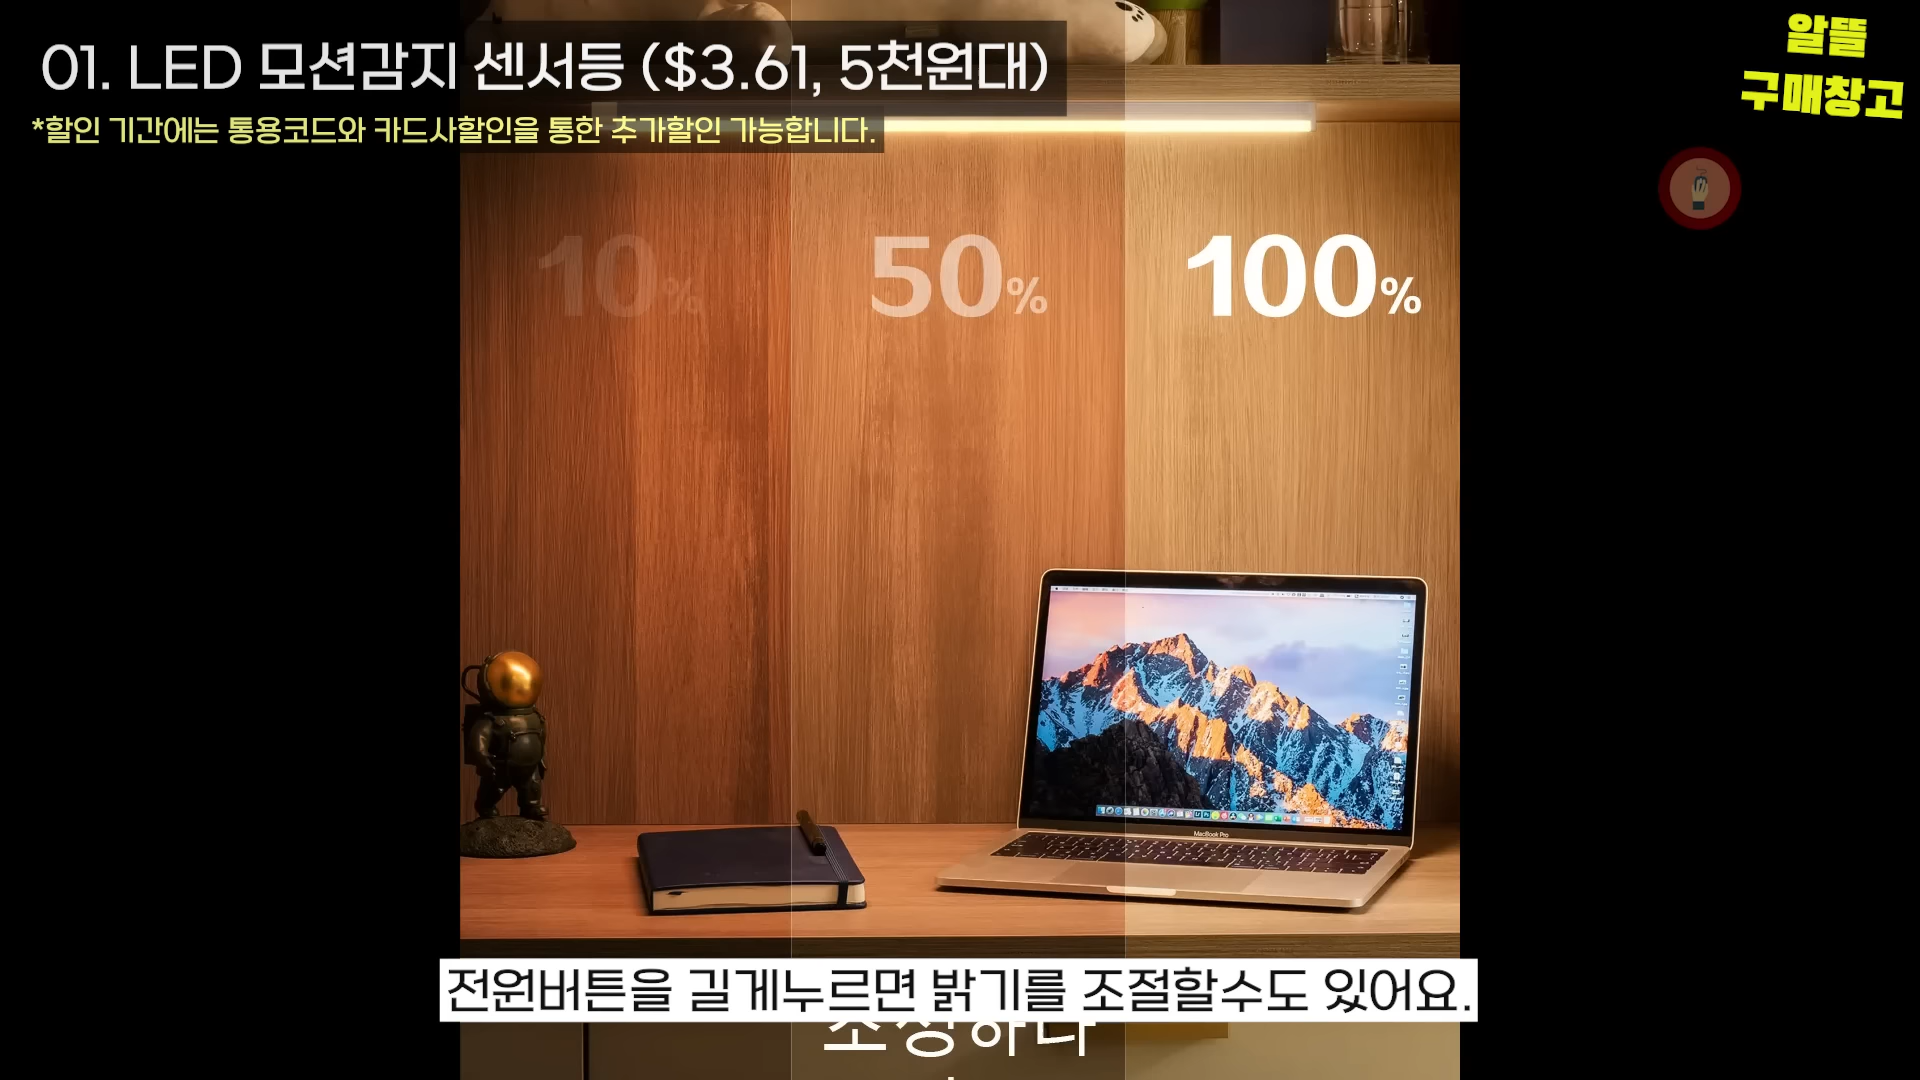 01. LED 모션감지 센서등 ($3.61, 5천원대)
*할인 기간에는 통용코드와 카드사할인을 통한 추가할인 가능합니다.
알뜰
구매창고
10%
50%
100%
MacBook Pro
전원버튼을 길게누르면 밝기를 조절할수도 있어요.